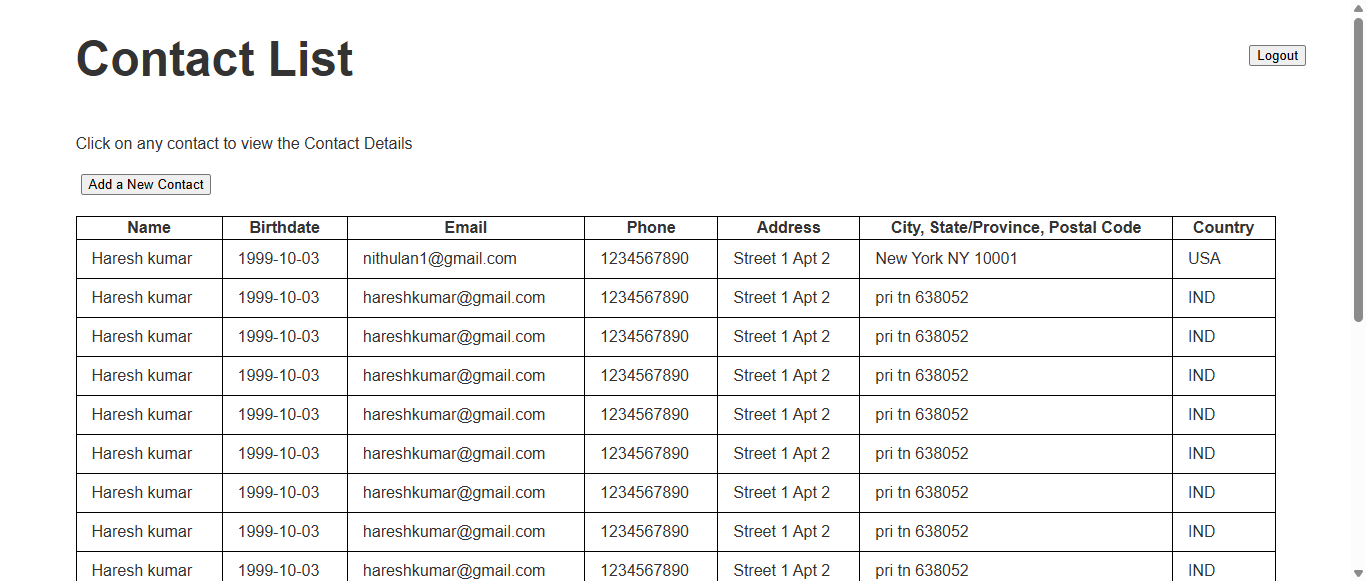 Contact List
Logout
Click on any contact to view the Contact Details
Add a New Contact
Name Birthdate Email Phone Address City, State/Province, Postal Code Country
Haresh kumar 1999-10-03 nithulan1@gmail.com 1234567890 Street 1 Apt 2 New York NY 10001 USA
Haresh kumar 1999-10-03 hareshkumar@gmail.com 1234567890 Street 1 Apt 2 pri tn 638052 IND
Haresh kumar 1999-10-03 hareshkumar@gmail.com 1234567890 Street 1 Apt 2 pri tn 638052 IND
Haresh kumar 1999-10-03 hareshkumar@gmail.com 1234567890 Street 1 Apt 2 pri tn 638052 IND
Haresh kumar 1999-10-03 hareshkumar@gmail.com 1234567890 Street 1 Apt 2 pri tn 638052 IND
Haresh kumar 1999-10-03 hareshkumar@gmail.com 1234567890 Street 1 Apt 2 pri tn 638052 IND
Haresh kumar 1999-10-03 hareshkumar@gmail.com 1234567890 Street 1 Apt 2 pri tn 638052 IND
Haresh kumar 1999-10-03 hareshkumar@gmail.com 1234567890 Street 1 Apt 2 pri tn 638052 IND
Haresh kumar 1999-10-03 hareshkumar@gmail.com 1234567890 Street 1 Apt 2 pri tn 638052 IND